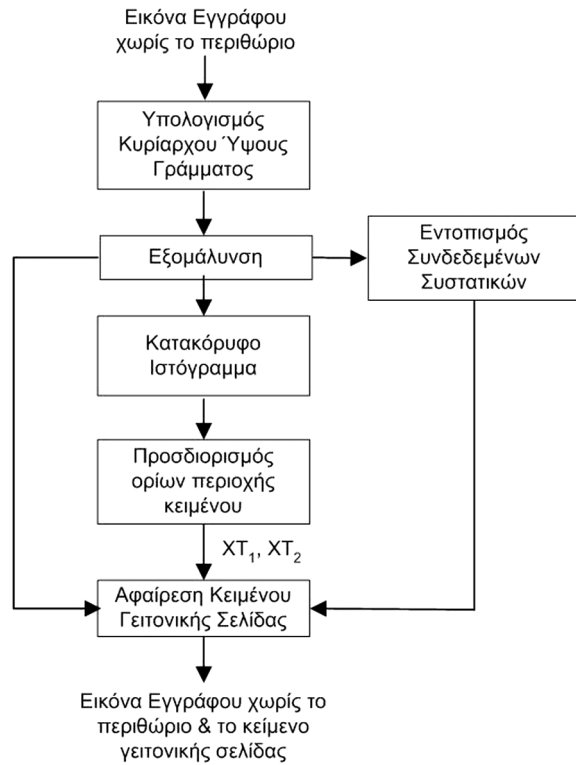 Εικόνα Εγγράφου
χωρίς το περιθώριο
Υπολογισμός
Κυρίαρχου Ύψους
Γράμματος
Εξομάλυνση
Εντοπισμός
Συνδεδεμένων
Συστατικών
Κατακόρυφο
Ιστόγραμμα
Προσδιορισμός
ορίων περιοχής
κειμένου
XT₁, XT₂
Αφαίρεση Κειμένου
Γειτονικής Σελίδας
Εικόνα Εγγράφου χωρίς το
περιθώριο & το κείμενο
γειτονικής σελίδας